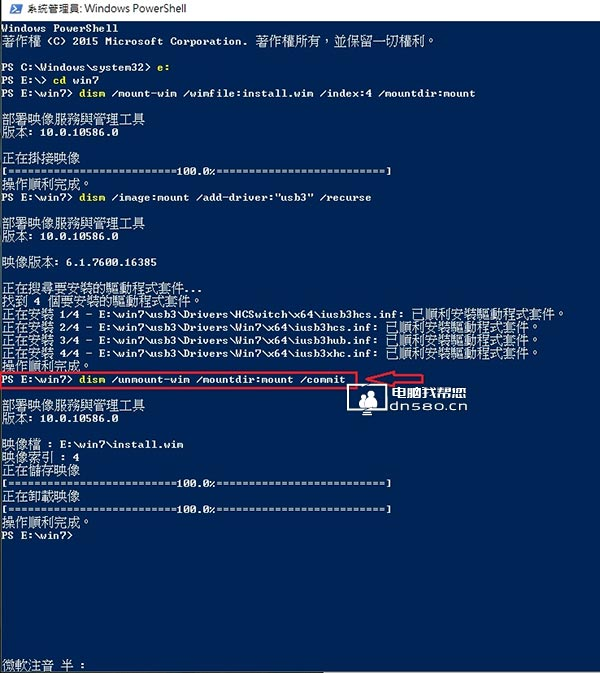 系統管理員: Windows PowerShell
Windows PowerShell
著作權 (C) 2015 Microsoft Corporation. 著作權所有，並保留一切權利。
PS C:\Windows\system32> e:
PS E:\> cd win7
PS E:\win7> dism /mount-wim /wimfile:install.wim /index:4 /mountdir:mount
部署映像服務與管理工具
版本: 10.0.10586.0
正在掛接映像
[==========================100.0%==========================]
操作順利完成。
PS E:\win7> dism /image:mount /add-driver:"usb3" /recurse
部署映像服務與管理工具
版本: 10.0.10586.0
映像版本: 6.1.7600.16385
正在搜尋要安裝的驅動程式套件...
找到 4 個要安裝的驅動程式套件。
正在安裝 1/4 - E:\win7\usb3\Drivers\HCSwitch\x64\iusb3hcs.inf: 已順利安裝驅動程式套件。
正在安裝 2/4 - E:\win7\usb3\Drivers\Win7\x64\iusb3hcs.inf: 已順利安裝驅動程式套件。
正在安裝 3/4 - E:\win7\usb3\Drivers\Win7\x64\iusb3hub.inf: 已順利安裝驅動程式套件。
正在安裝 4/4 - E:\win7\usb3\Drivers\Win7\x64\iusb3xhc.inf: 已順利安裝驅動程式套件。
操作順利完成。
PS E:\win7> dism /unmount-wim /mountdir:mount /commit
电脑我帮您
dn580.cn
部署映像服務與管理工具
版本: 10.0.10586.0
映像檔 : E:\win7\install.wim
映像索引 : 4
正在儲存映像
[==========================100.0%==========================]
正在卸載映像
[==========================100.0%==========================]
操作順利完成。
PS E:\win7>
微軟注音 半 :